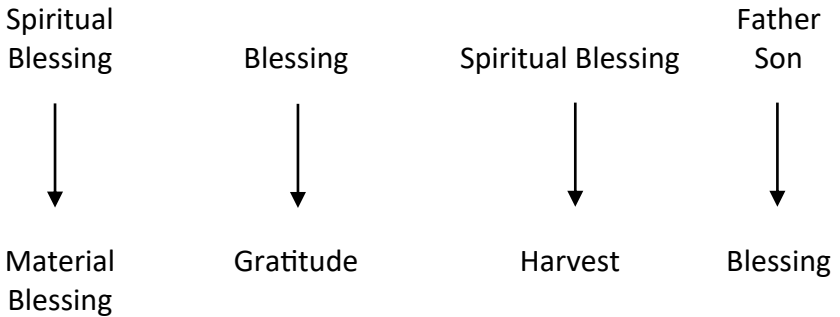 Spiritual
Blessing
Blessing
Spiritual Blessing
Father
Son
Material
Blessing
Gratitude
Harvest
Blessing